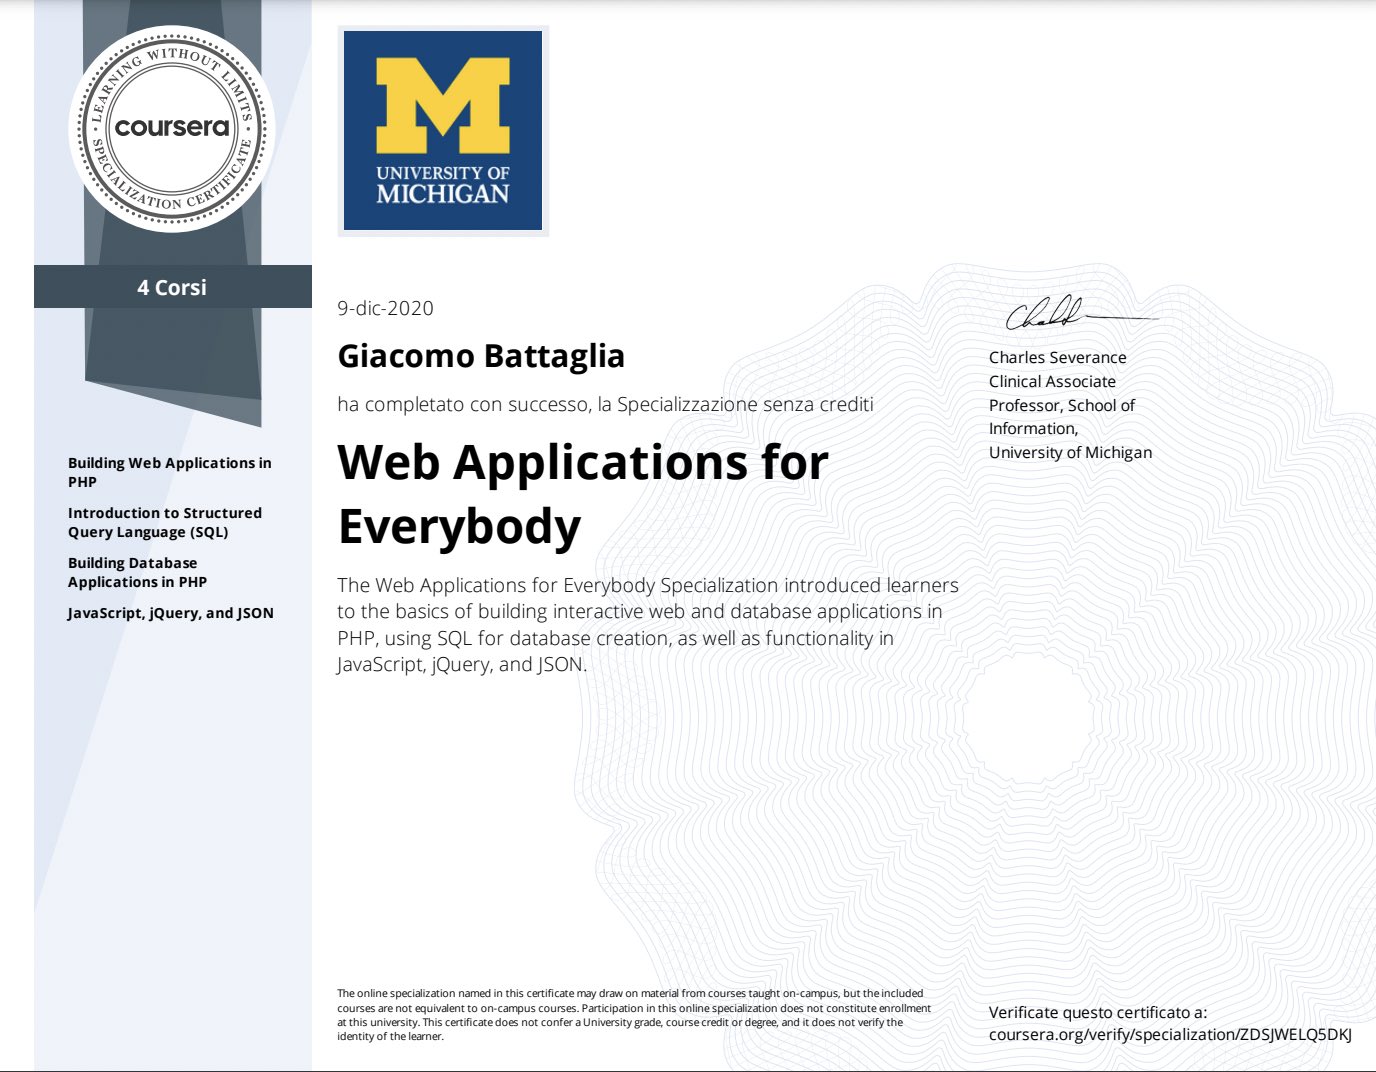 LEARNING WITHOUT LIMITS
coursera
SPECIALIZATION CERTIFICATE
4 Corsi
Building Web Applications in
PHP
Introduction to Structured
Query Language (SQL)
Building Database
Applications in PHP
JavaScript, jQuery, and JSON
M
UNIVERSITY OF
MICHIGAN
9-dic-2020
Giacomo Battaglia
ha completato con successo, la Specializzazione senza crediti
Web Applications for
Everybody
The Web Applications for Everybody Specialization introduced learners
to the basics of building interactive web and database applications in
PHP, using SQL for database creation, as well as functionality in
JavaScript, jQuery, and JSON.
Charles Severance
Clinical Associate
Professor, School of
Information,
University of Michigan
The online specialization named in this certificate may draw on material from courses taught on-campus, but the included
courses are not equivalent to on-campus courses. Participation in this online specialization does not constitute enrollment
at this university. This certificate does not confer a University grade, course credit or degree, and it does not verify the
identity of the learner.
Verificate questo certificato a:
coursera.org/verify/specialization/ZDSJWELQ5DKJ